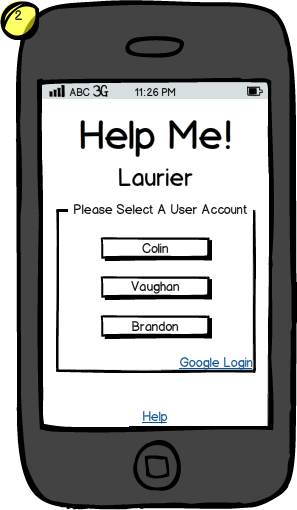 2
ABC 3G 11:26 PM
Help Me!
Laurier
Please Select A User Account
Colin
Vaughan
Brandon
Google Login
Help